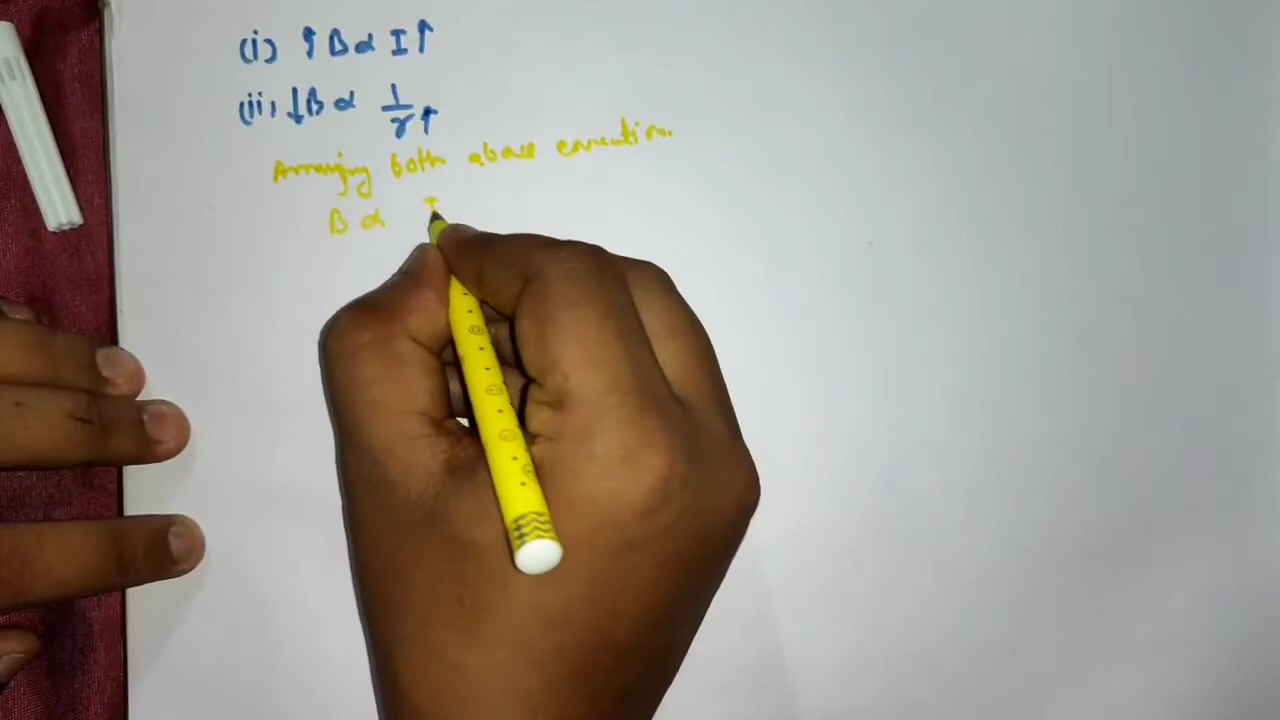 (i) ↑B α I↑
(ii) ↓B α 1/r↑
Arranging both above equation.
B α I